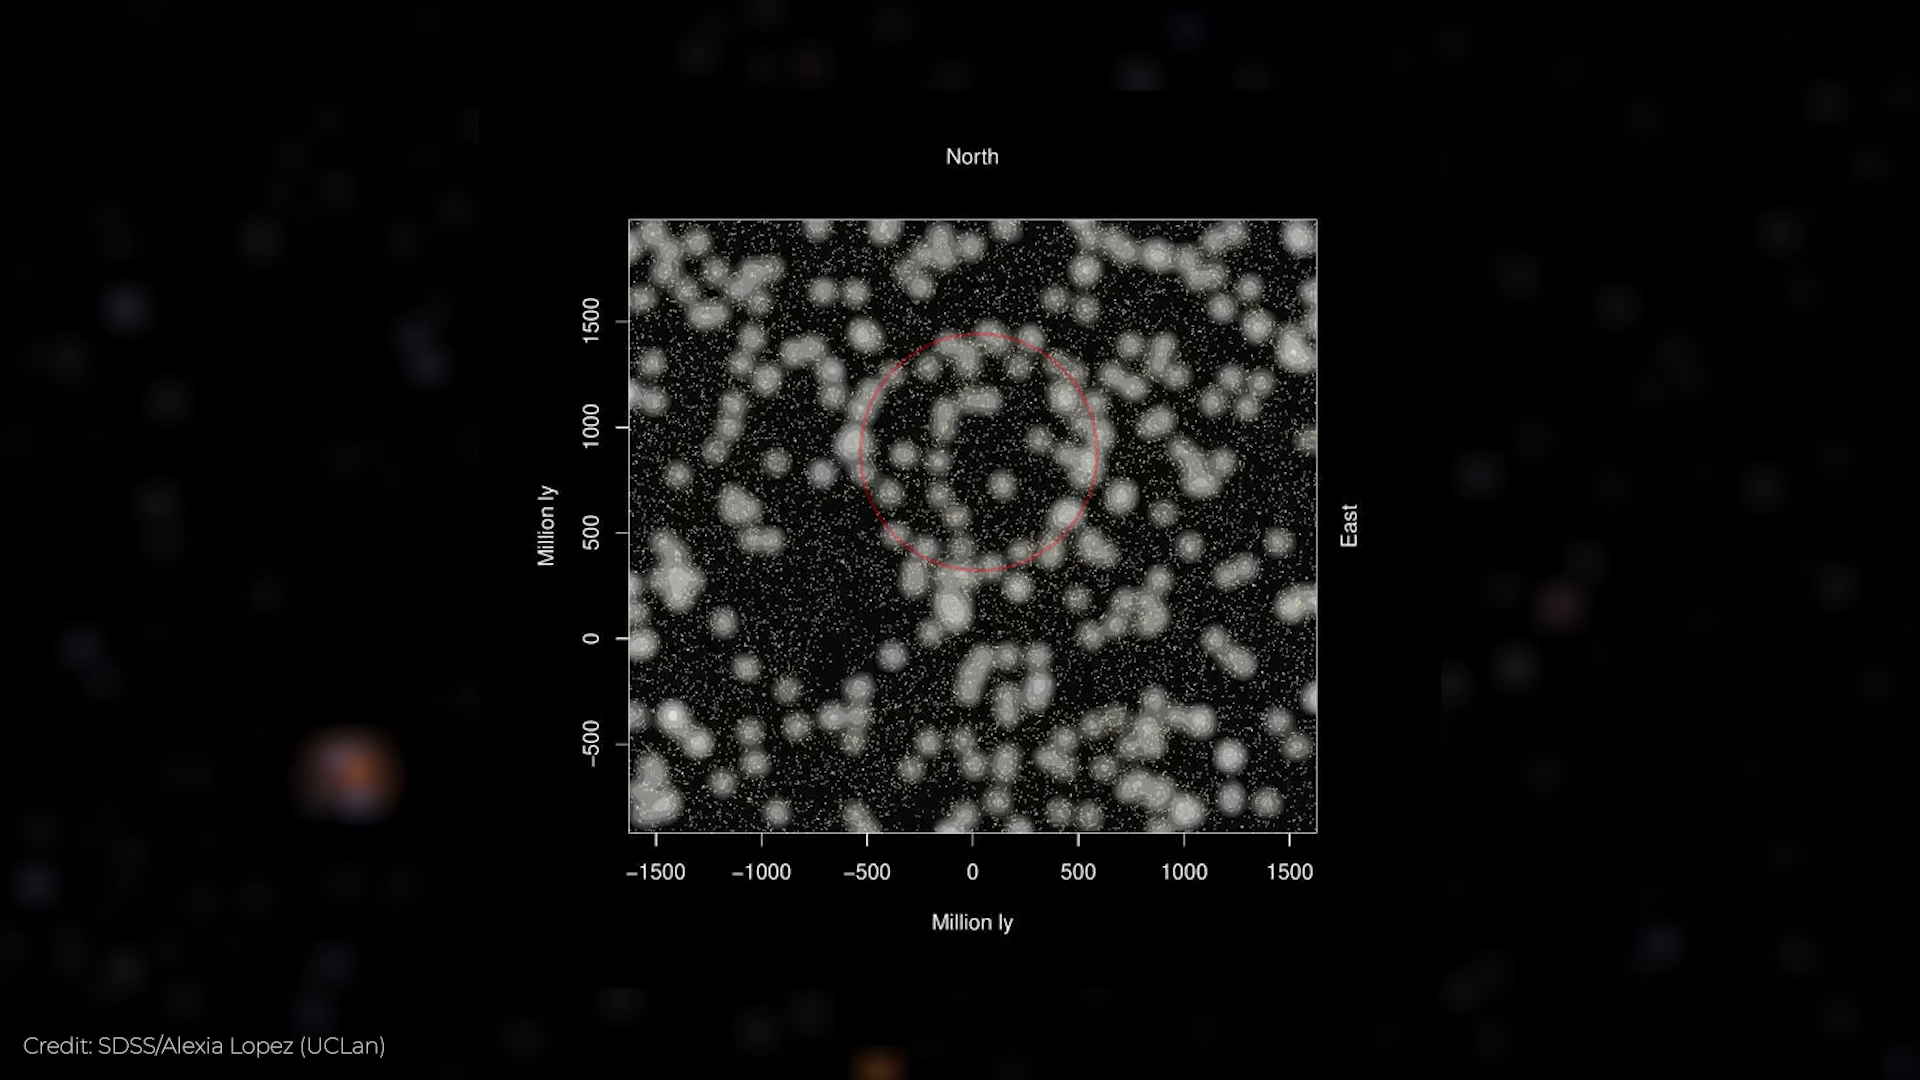 North
1500
1000
500
0
−500
Million ly
East
−1500 −1000 −500 0 500 1000 1500
Million ly
Credit: SDSS/Alexia Lopez (UCLan)